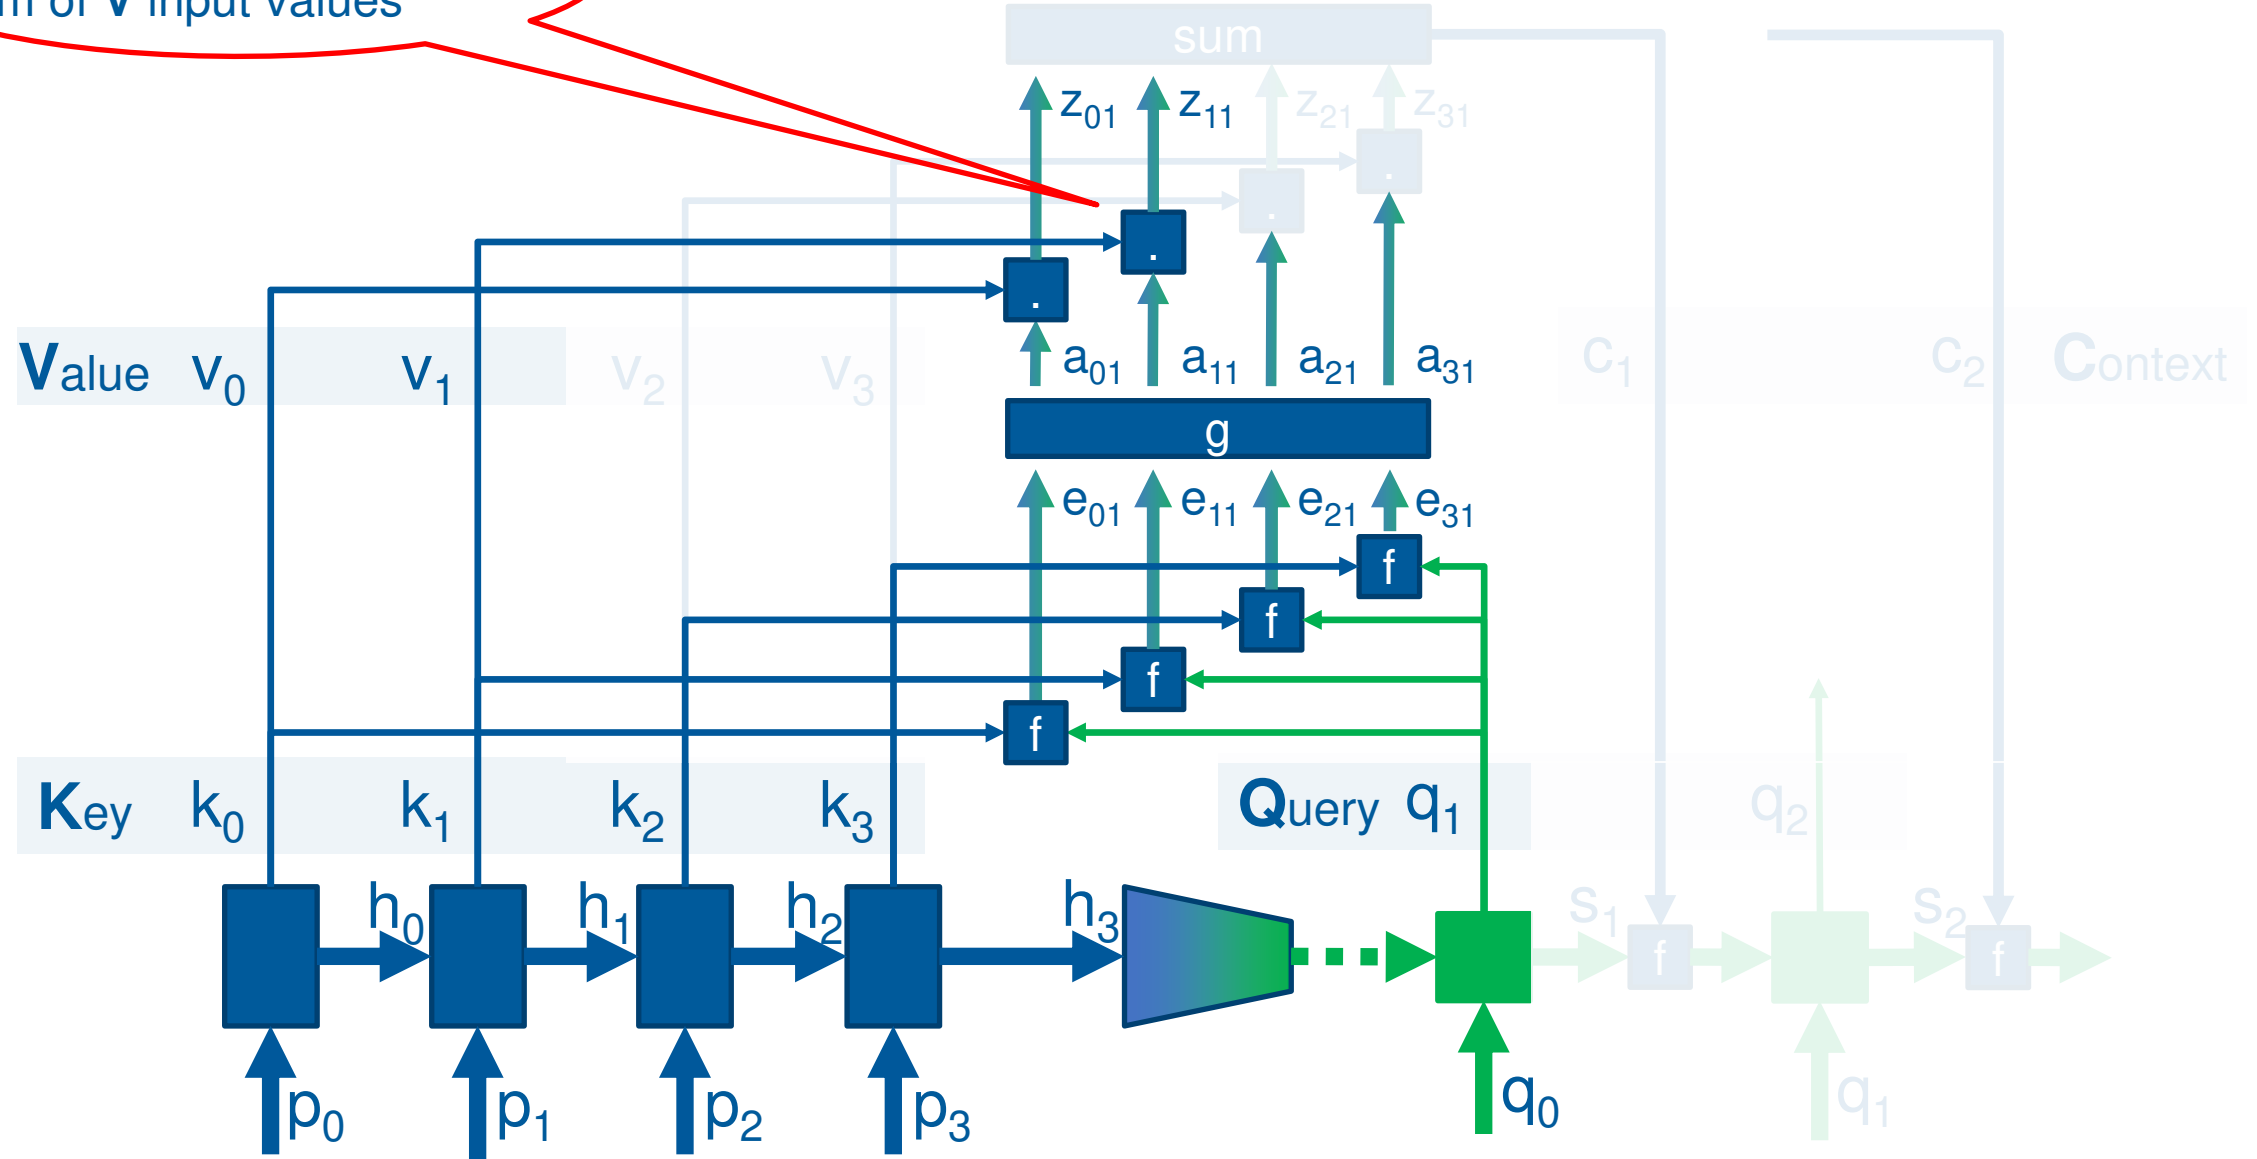 of V input values
sum
z01 z11 z21 z31
. .
. .
Value v0 v1 v2 v3 a01 a11 a21 a31 c1 c2 Context
g
e01 e11 e21 e31
f
f
f
f
Key k0 k1 k2 k3 Query q1 q2
h0 h1 h2 h3 s1 s2
f f
p0 p1 p2 p3 q0 q1